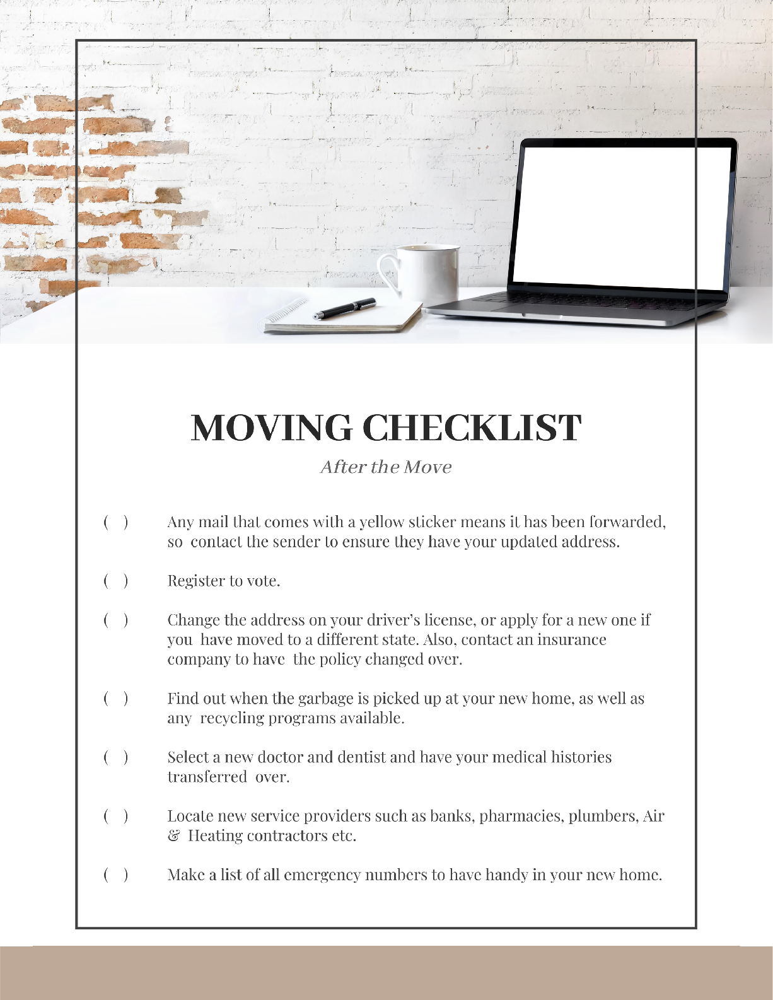 MOVING CHECKLIST
After the Move
( ) Any mail that comes with a yellow sticker means it has been forwarded,
so contact the sender to ensure they have your updated address.
( ) Register to vote.
( ) Change the address on your driver’s license, or apply for a new one if
you have moved to a different state. Also, contact an insurance
company to have the policy changed over.
( ) Find out when the garbage is picked up at your new home, as well as
any recycling programs available.
( ) Select a new doctor and dentist and have your medical histories
transferred over.
( ) Locate new service providers such as banks, pharmacies, plumbers, Air
& Heating contractors etc.
( ) Make a list of all emergency numbers to have handy in your new home.